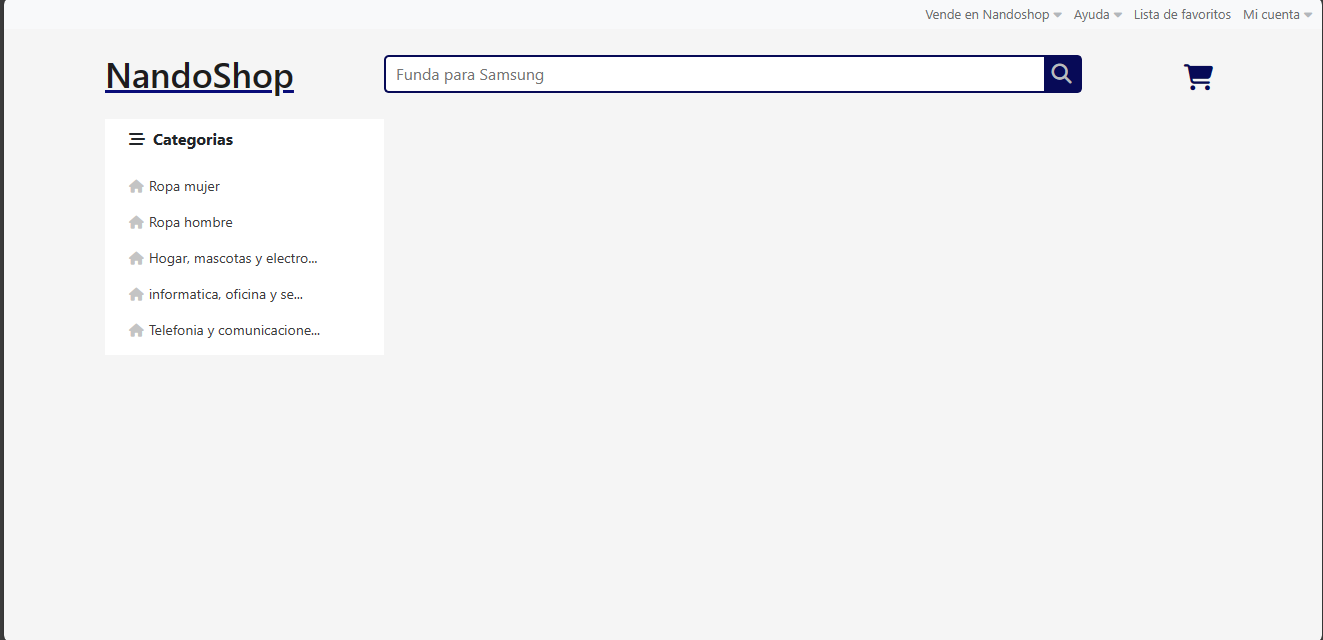 Vende en Nandoshop Ayuda Lista de favoritos Mi cuenta
NandoShop
Funda para Samsung
Categorias
Ropa mujer
Ropa hombre
Hogar, mascotas y electro...
informatica, oficina y se...
Telefonia y comunicacione...